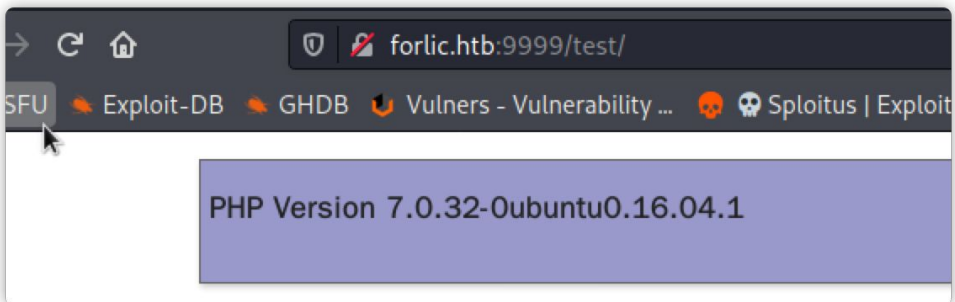 forlic.htb:9999/test/
SFU Exploit-DB GHDB Vulners - Vulnerability ... Sploitus | Exploit
PHP Version 7.0.32-0ubuntu0.16.04.1